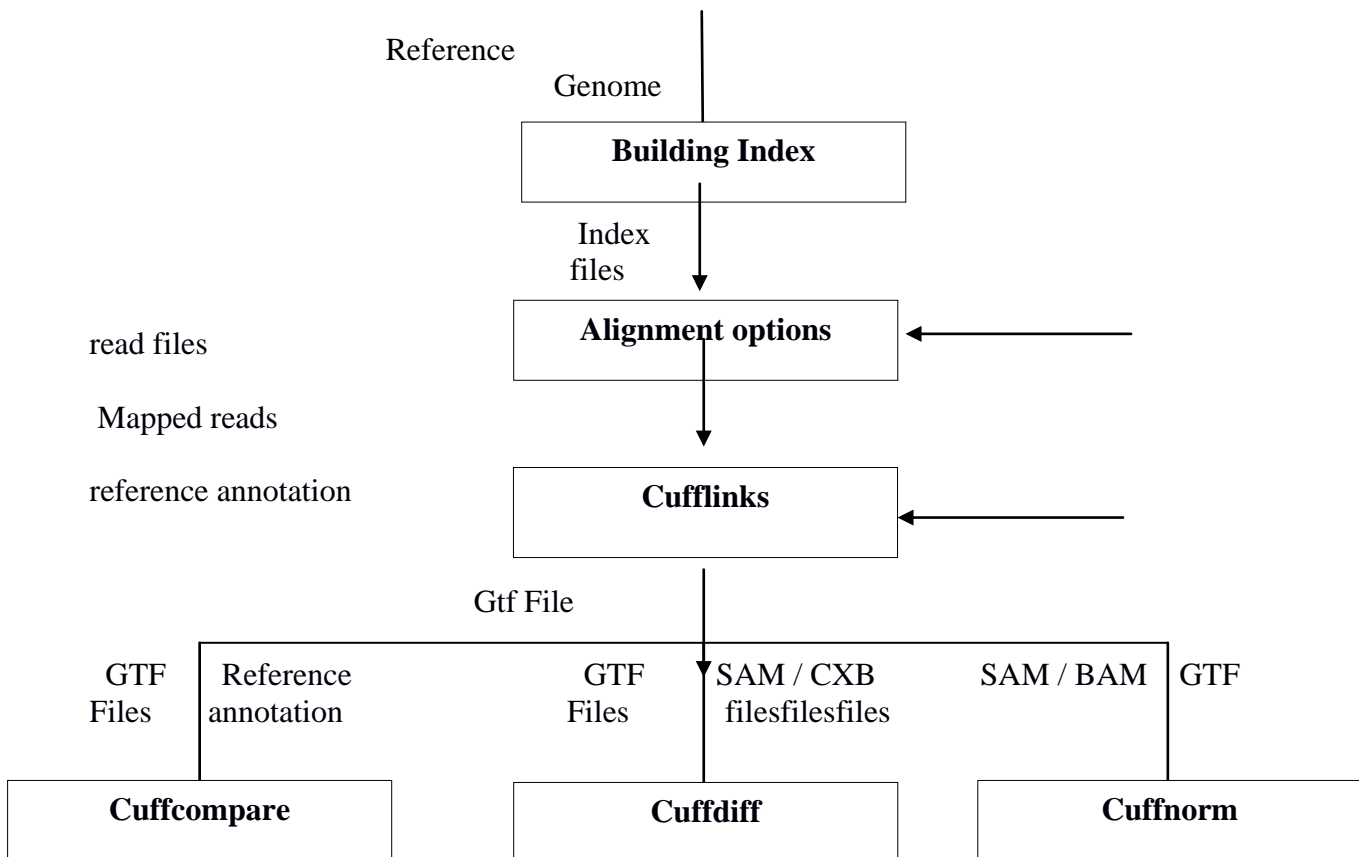 Reference
Genome
Building Index
Index
files
Alignment options
read files
Mapped reads
reference annotation
Cufflinks
Gtf File
GTF
Files
Reference
annotation
GTF
Files
SAM / CXB
filesfilesfiles
SAM / BAM
GTF
Cuffcompare
Cuffdiff
Cuffnorm